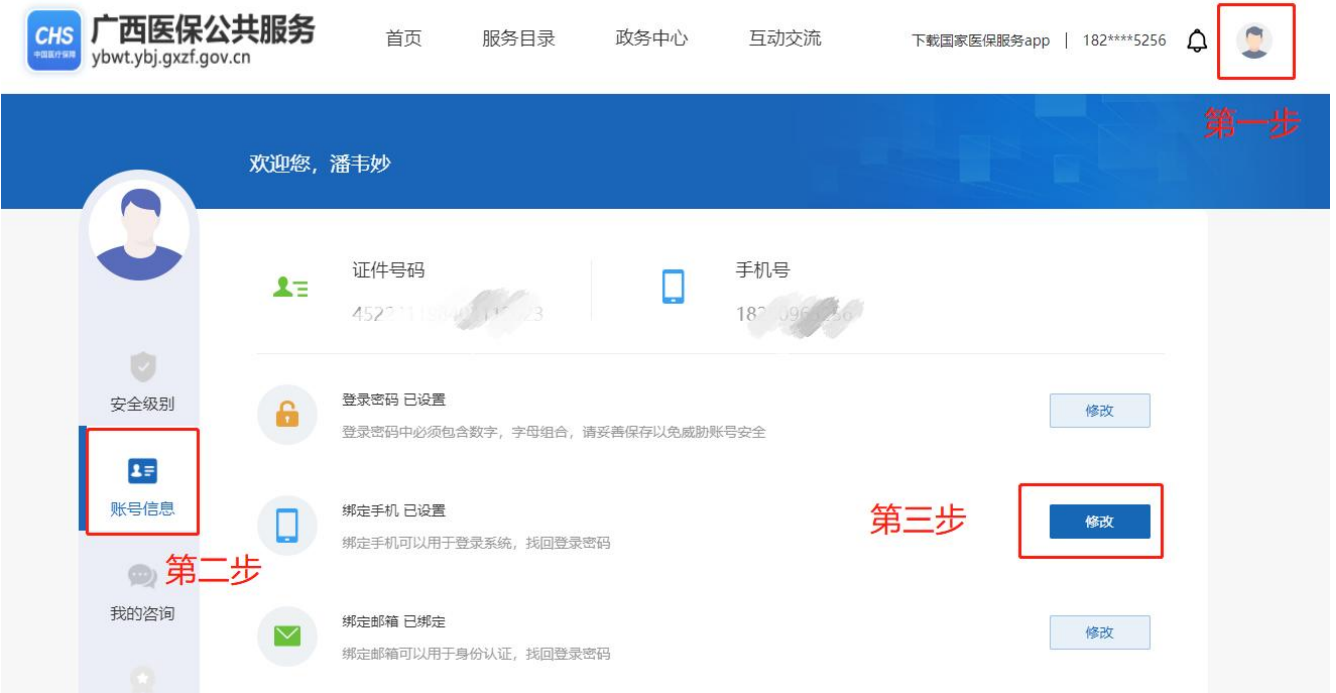 CHS
中国医疗保障
广西医保公共服务
ybwt.ybj.gxzf.gov.cn
首页 服务目录 政务中心 互动交流 下载国家医保服务app | 182****5256
第一步
欢迎您，潘韦妙
证件号码 手机号
安全级别
登录密码 已设置
修改
登录密码中必须包含数字，字母组合，请妥善保存以免威胁账号安全
账号信息
绑定手机 已设置
第三步
修改
绑定手机可以用于登录系统，找回登录密码
第二步
我的咨询
绑定邮箱 已绑定
修改
绑定邮箱可以用于身份认证，找回登录密码